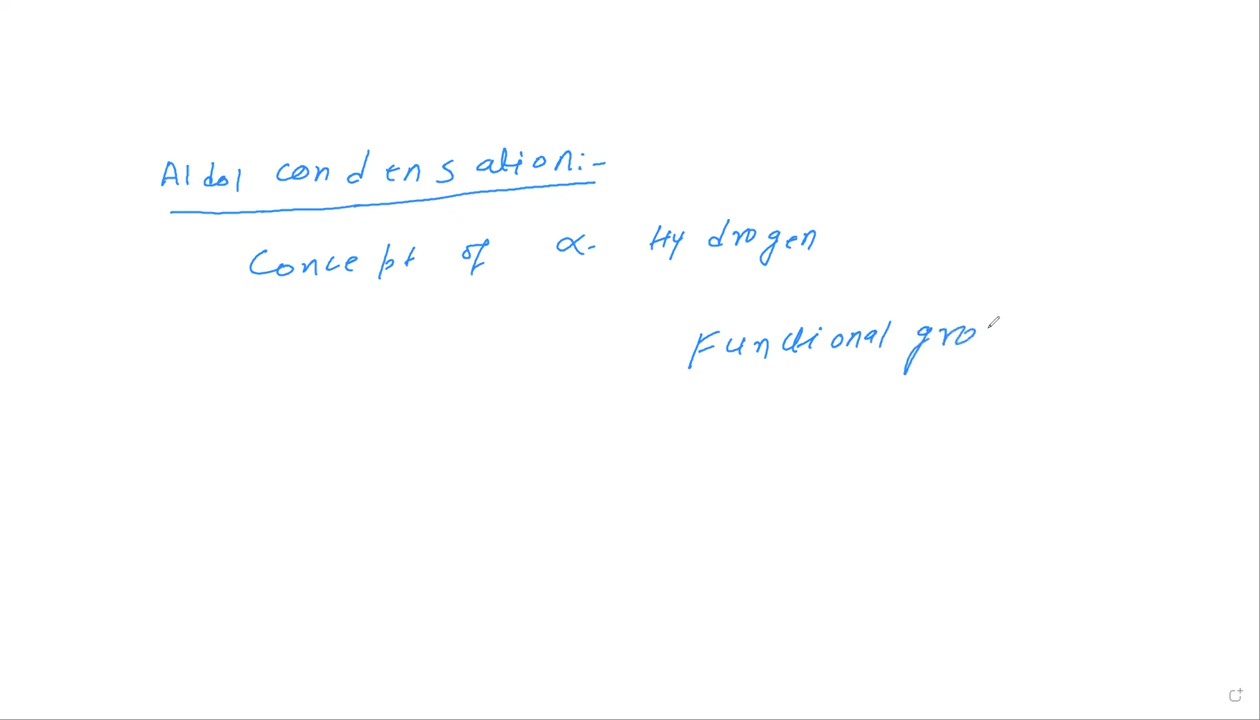 Aldol condensation:-
Concept of α- Hydrogen
Functional gro